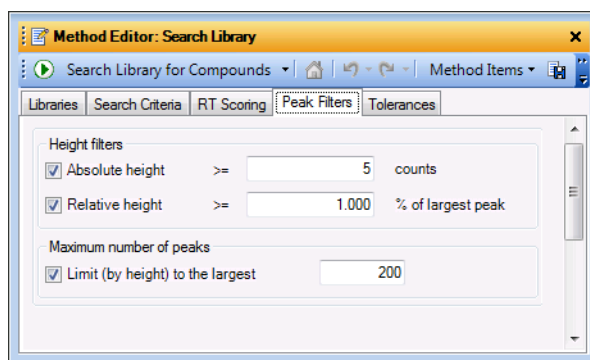 Method Editor: Search Library
Search Library for Compounds Method Items
Libraries Search Criteria RT Scoring Peak Filters Tolerances
Height filters
Absolute height >= 5 counts
Relative height >= 1.000 % of largest peak
Maximum number of peaks
Limit (by height) to the largest 200